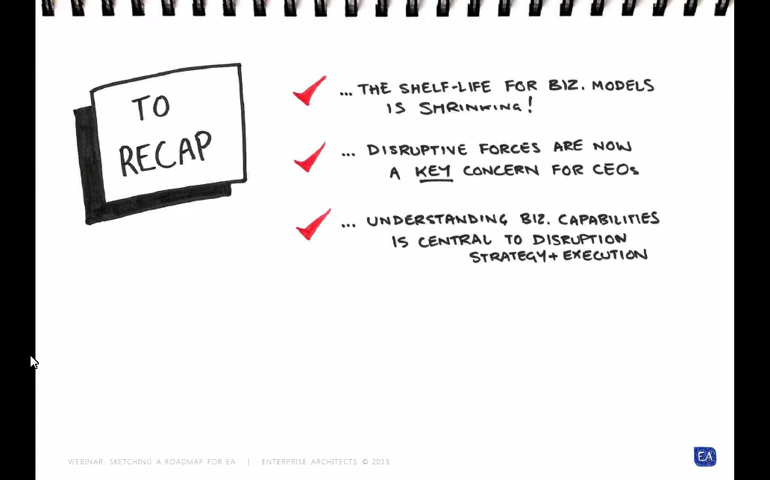 TO
RECAP
... THE SHELF-LIFE FOR BIZ. MODELS
IS SHRINKING!
... DISRUPTIVE FORCES ARE NOW
A KEY CONCERN FOR CEOs
... UNDERSTANDING BIZ. CAPABILITIES
IS CENTRAL TO DISRUPTION
STRATEGY + EXECUTION
WEBINAR: SKETCHING A ROADMAP FOR EA | ENTERPRISE ARCHITECTS © 2013
EA